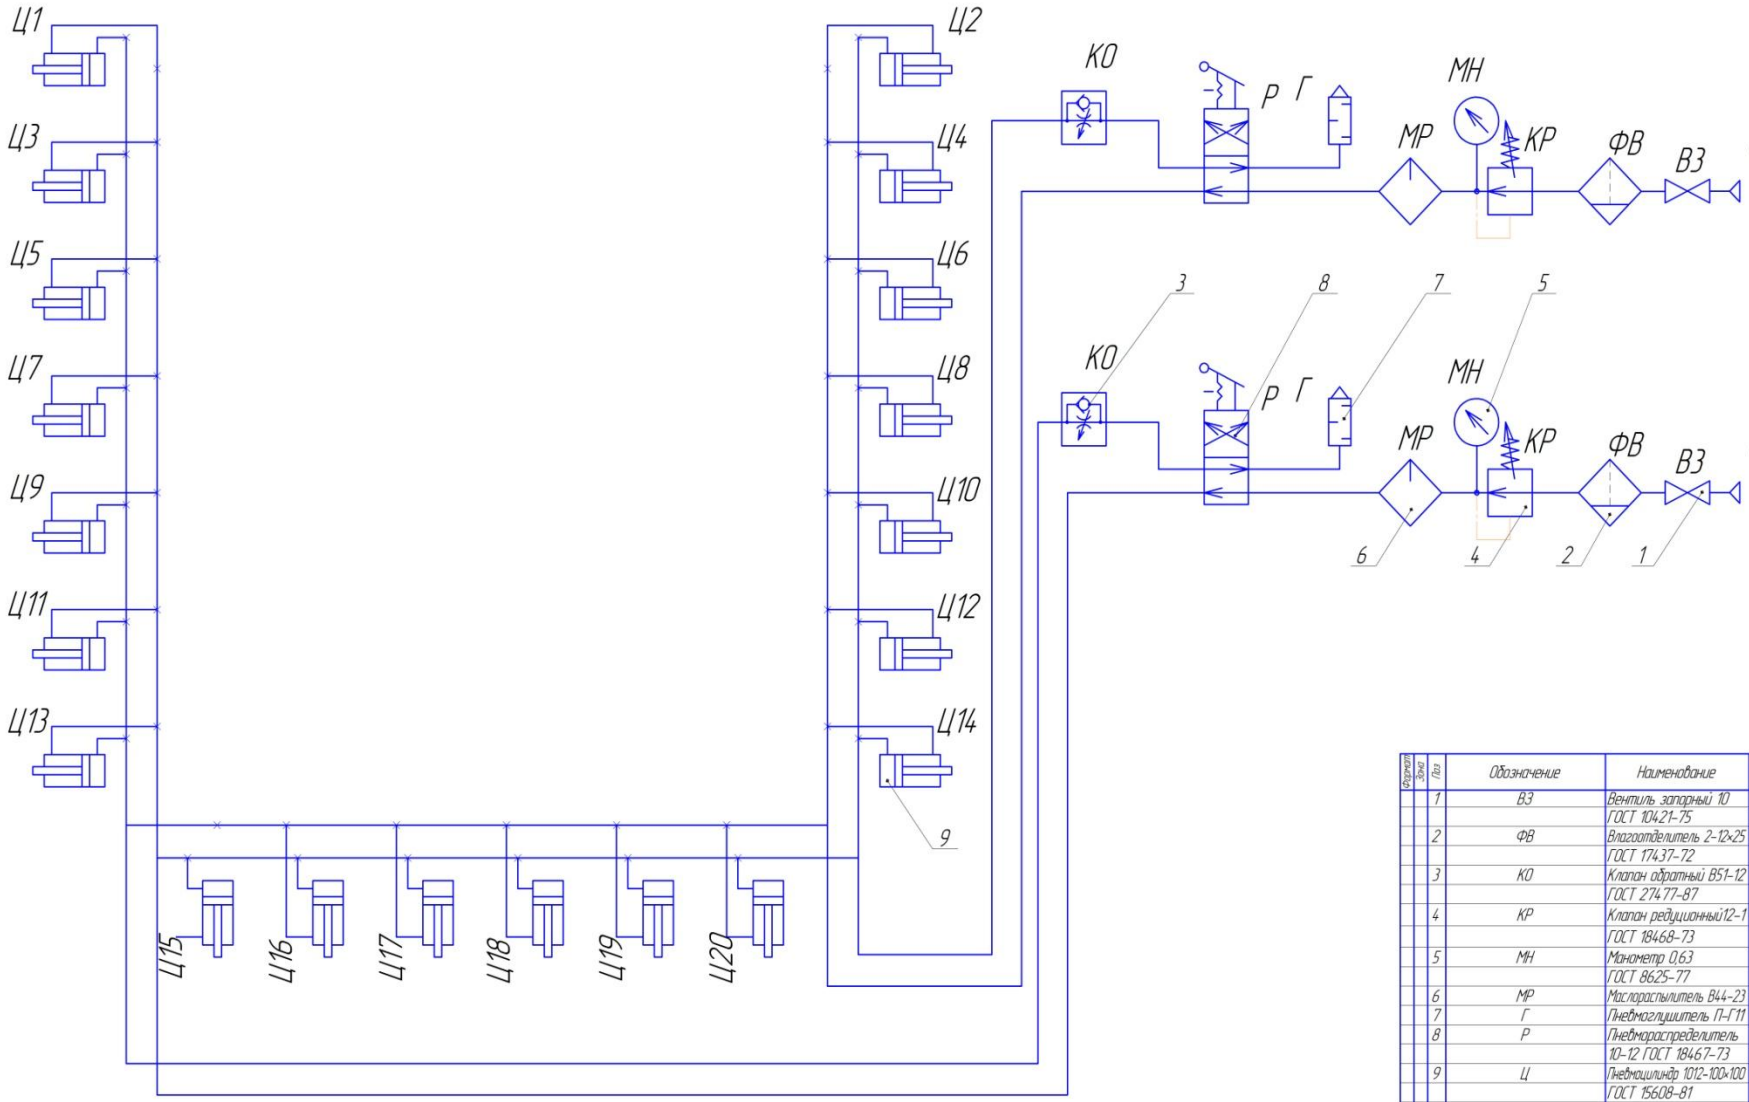 Ц1
Ц2
КО
Р
Г
МН
МР
КР
ФВ
ВЗ
Ц3
Ц4
Ц5
Ц6
3
8
7
5
Ц7
Ц8
КО
Р
Г
МН
МР
КР
ФВ
ВЗ
Ц9
Ц10
6
4
2
1
Ц11
Ц12
Ц13
Ц14
9
Ц15
Ц16
Ц17
Ц18
Ц19
Ц20
Формат Зона Поз Обозначение Наименование
1 ВЗ Вентиль запорный 10
ГОСТ 10421-75
2 ФВ Влагоотделитель 2-12×25
ГОСТ 17437-72
3 КО Клапан обратный В51-12
ГОСТ 27477-87
4 КР Клапан редуционный12-1
ГОСТ 18468-73
5 МН Манометр 0,63
ГОСТ 8625-77
6 МР Маслораспылитель В44-23
7 Г Пневмоглушитель П-Г11
8 Р Пневмораспределитель
10-12 ГОСТ 18467-73
9 Ц Пневмоцилиндр 1012-100×100
ГОСТ 15608-81